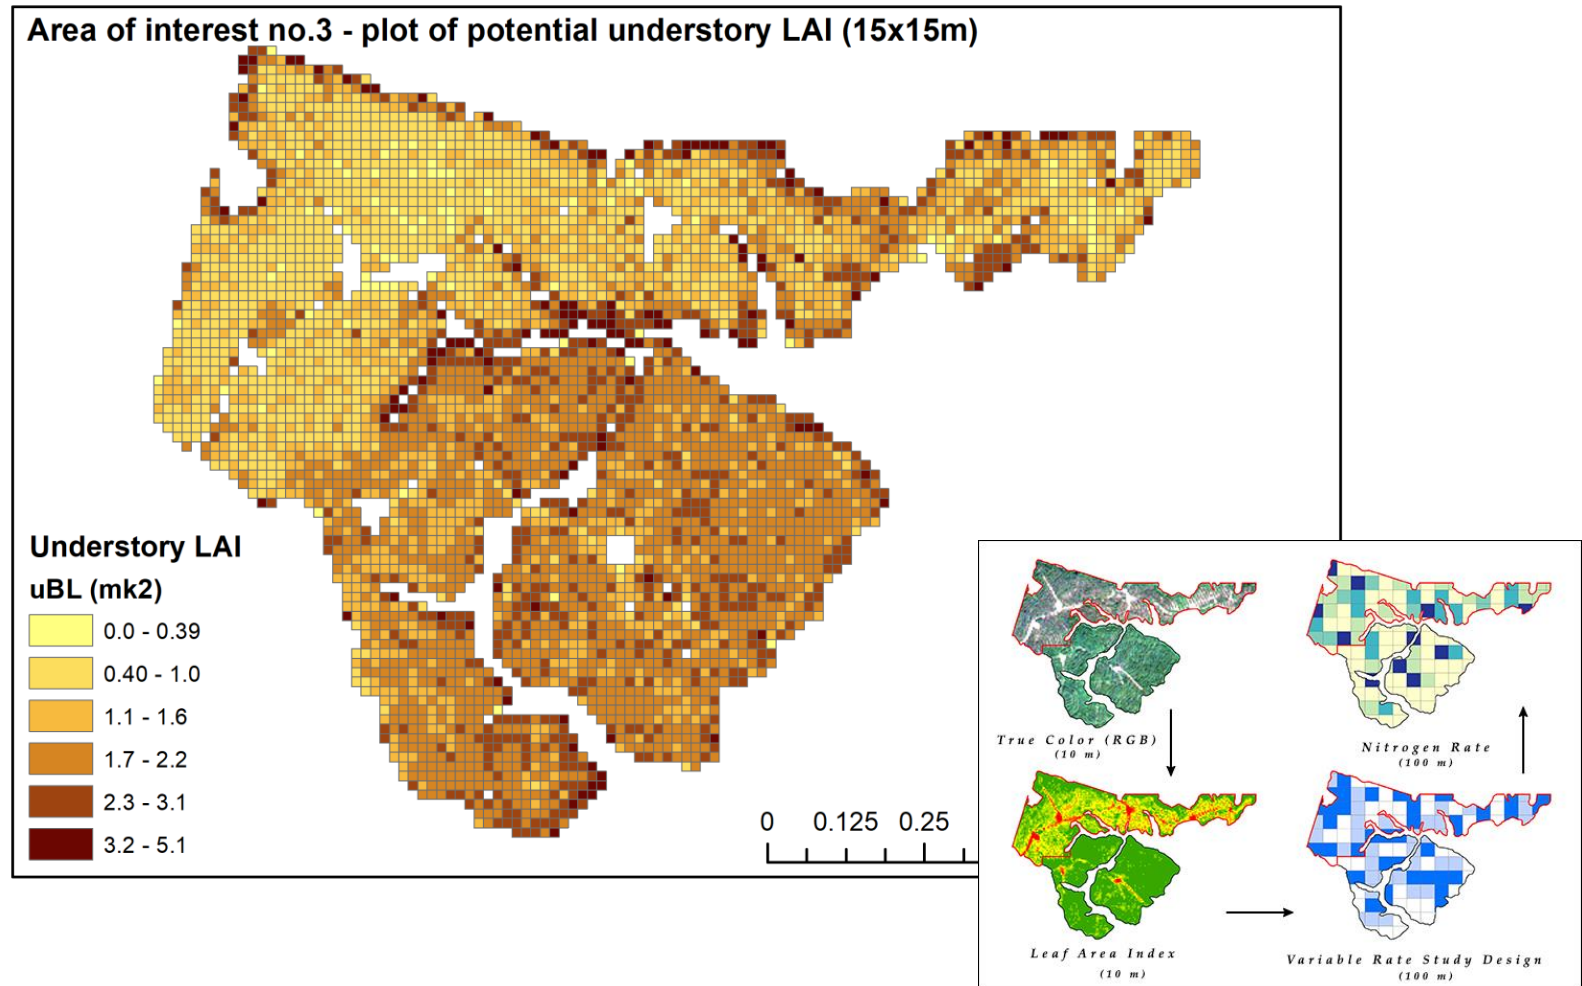 Area of interest no.3 - plot of potential understory LAI (15x15m)
Understory LAI
uBL (mk2)
0.0 - 0.39
0.40 - 1.0
1.1 - 1.6
1.7 - 2.2
2.3 - 3.1
3.2 - 5.1
0 0.125 0.25
True Color (RGB)
(10 m)
Nitrogen Rate
(100 m)
Leaf Area Index
(10 m)
Variable Rate Study Design
(100 m)